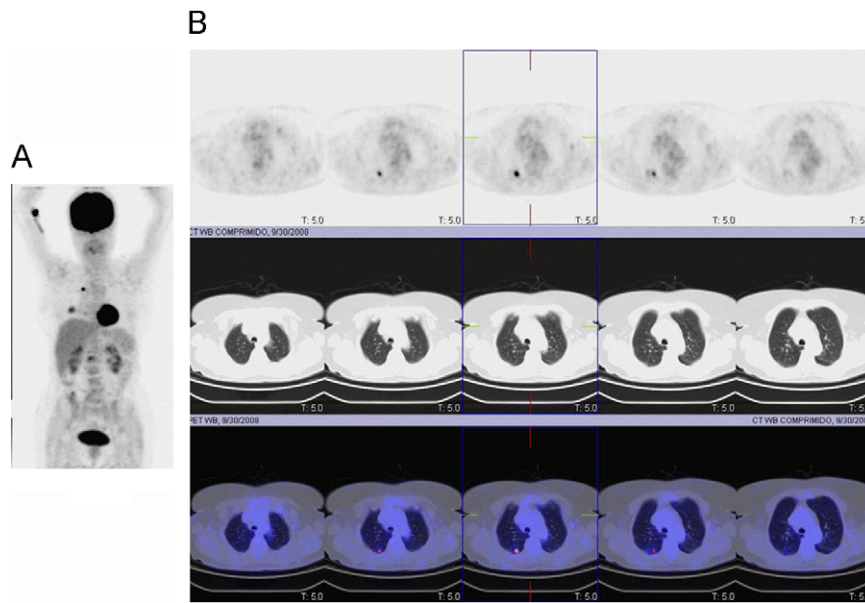 B
A
T: 5.0 T: 5.0 T: 5.0 T: 5.0 T: 5.
CT WB COMPRIMIDO, 9/30/2008
T: 5.0 T: 5.0 T: 5.0 T: 5.0 T: 5.0
PET WB, 9/30/2008 CT WB COMPRIMIDO, 9/30/200
T: 5.0 T: 5.0 T: 5.0 T: 5.0 T: 5.0